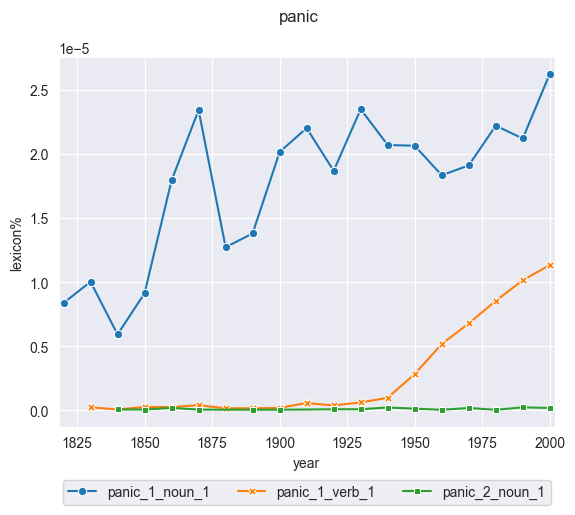 panic
1e−5
2.5
2.0
1.5
1.0
0.5
0.0
lexicon%
1825 1850 1875 1900 1925 1950 1975 2000
year
panic_1_noun_1 panic_1_verb_1 panic_2_noun_1